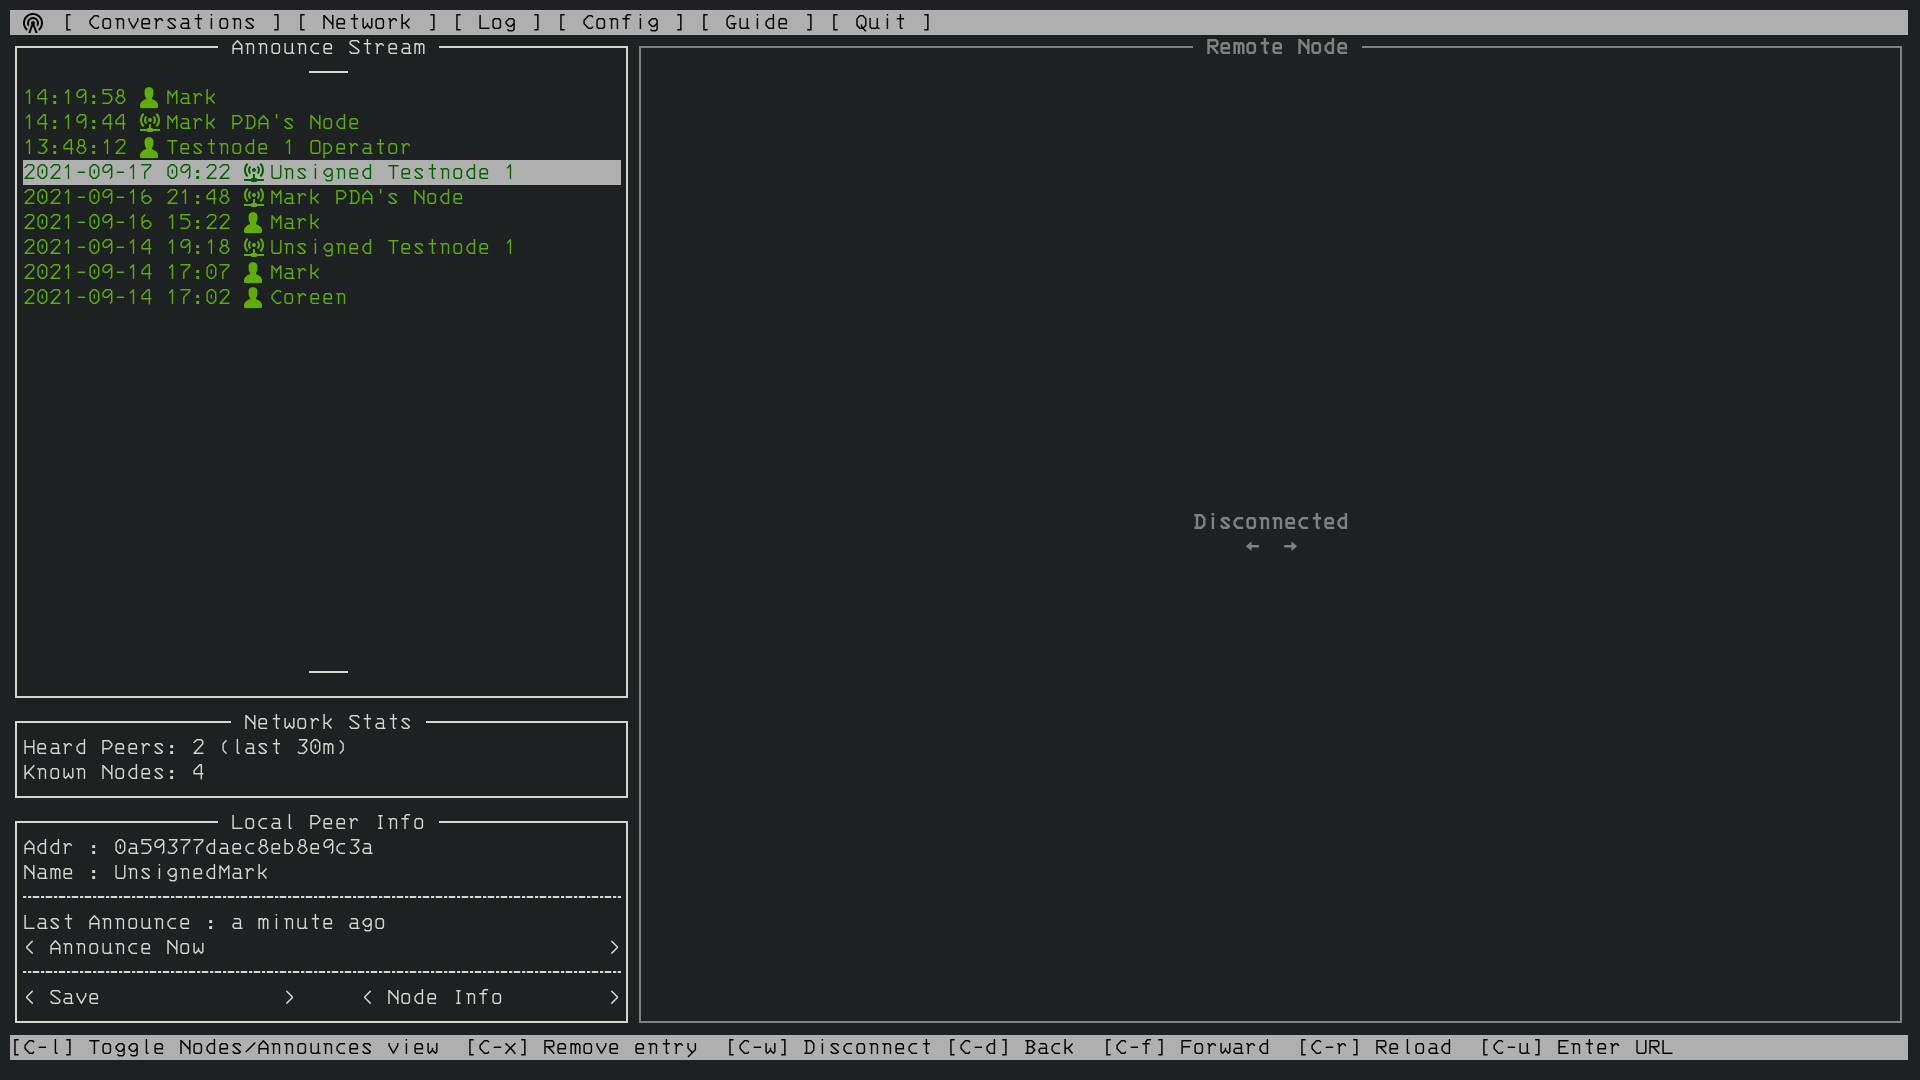 [ Conversations ] [ Network ] [ Log ] [ Config ] [ Guide ] [ Quit ]
Announce Stream
14:19:58 Mark
14:19:44 Mark PDA's Node
13:48:12 Testnode 1 Operator
2021-09-17 09:22 Unsigned Testnode 1
2021-09-16 21:48 Mark PDA's Node
2021-09-16 15:22 Mark
2021-09-14 19:18 Unsigned Testnode 1
2021-09-14 17:07 Mark
2021-09-14 17:02 Coreen
Network Stats
Heard Peers: 2 (last 30m)
Known Nodes: 4
Local Peer Info
Addr : 0a59377daec8eb8e9c3a
Name : UnsignedMark
Last Announce : a minute ago
< Announce Now >
< Save > < Node Info >
Remote Node
Disconnected
← →
[C-l] Toggle Nodes/Announces view [C-x] Remove entry [C-w] Disconnect [C-d] Back [C-f] Forward [C-r] Reload [C-u] Enter URL